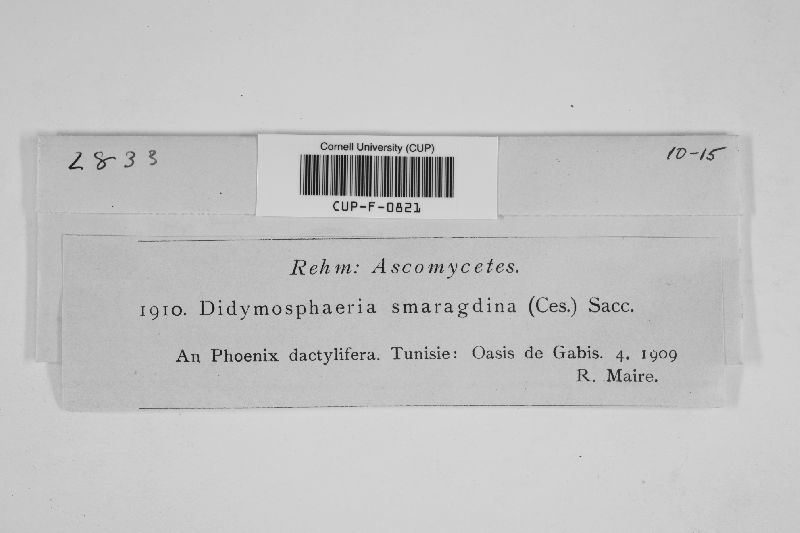 2833
Cornell University (CUP)
10-15
CUP-F-0821
Rehm: Ascomycetes.
1910. Didymosphaeria smaragdina (Ces.) Sacc.
An Phoenix dactylifera. Tunisie: Oasis de Gabis. 4. 1909
R. Maire.